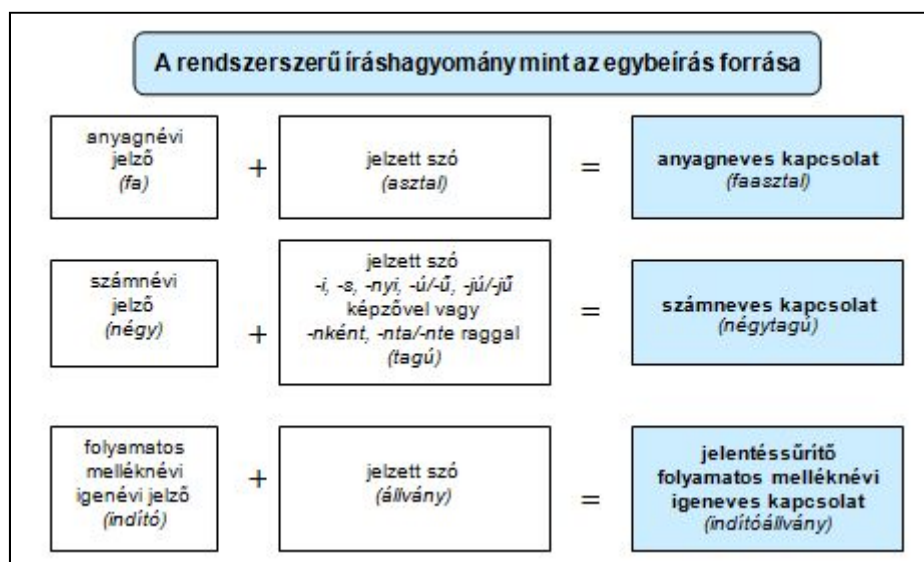 A rendszerszerű íráshagyomány mint az egybeírás forrása
anyagnévi
jelző
(fa)
+
jelzett szó
(asztal)
=
anyagneves kapcsolat
(faasztal)
számnévi
jelző
(négy)
+
jelzett szó
-i, -s, -nyi, -ú/-ű, -jú/-jű
képzővel vagy
-nként, -nta/-nte raggal
(tagú)
=
számneves kapcsolat
(négytagú)
folyamatos
melléknévi
igenévi jelző
(indító)
+
jelzett szó
(állvány)
=
jelentéssűrítő
folyamatos melléknévi
igeneves kapcsolat
(indítóállvány)